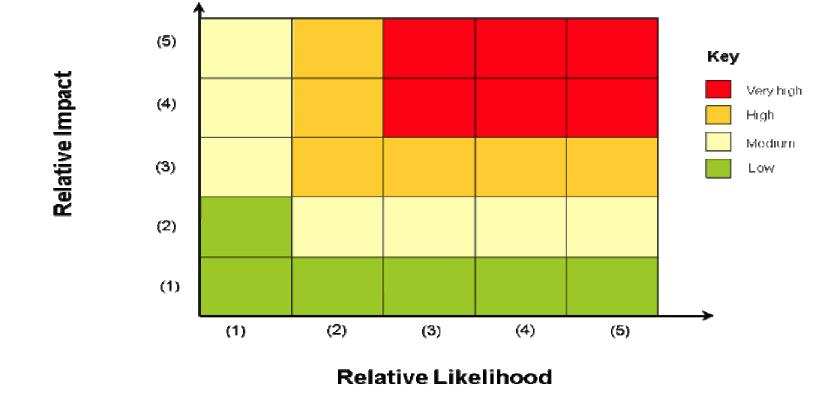 Relative Impact
(5)
(4)
(3)
(2)
(1)
(1) (2) (3) (4) (5)
Relative Likelihood
Key
Very high
High
Medium
Low